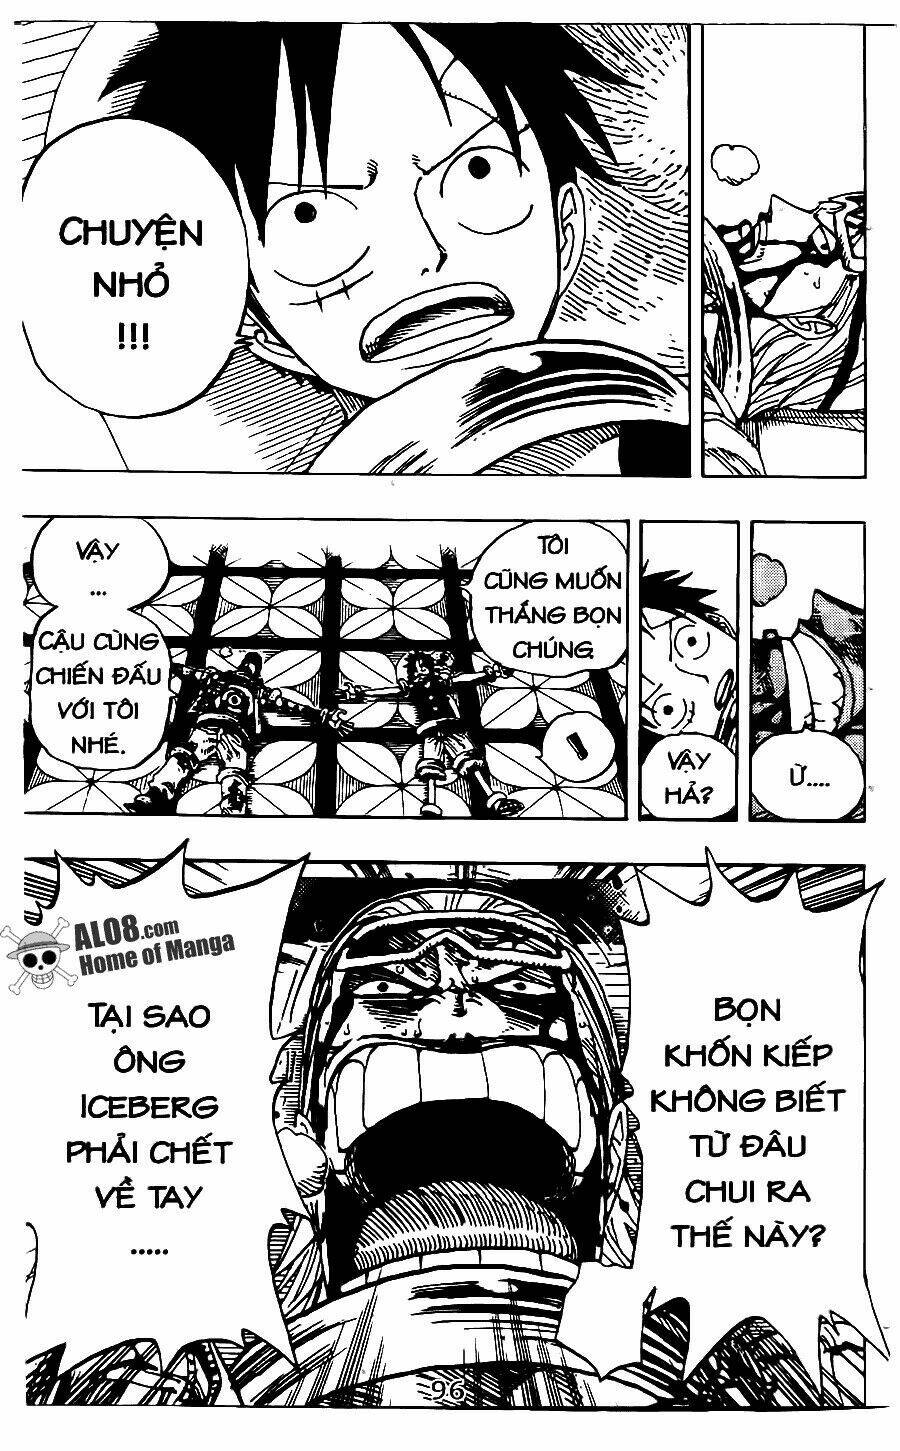 CHUYỆN
NHỎ
!!!
Ừ....
VẬY
HẢ?
TÔI
CŨNG MUỐN
THẮNG BỌN
CHÚNG.
VẬY
...
CẬU CÙNG
CHIẾN ĐẤU
VỚI TÔI
NHÉ.
BỌN
KHỐN KIẾP
KHÔNG BIẾT
TỪ ĐÂU
CHUI RA
THẾ NÀY?
TẠI SAO
ÔNG
ICEBERG
PHẢI CHẾT
VỀ TAY
.....
ALO8.com
Home of Manga
96